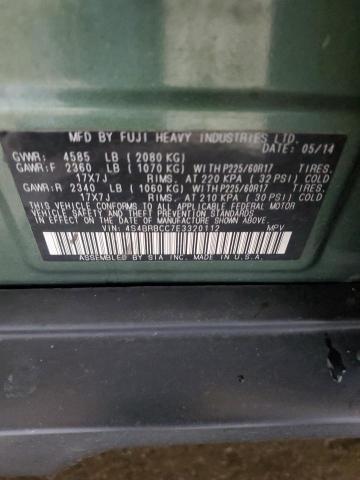 MFD BY FUJI HEAVY INDUSTRIES LTD.
DATE: 05/14
GVWR: 4585 LB ( 2080 KG)
GAWR:F 2360 LB ( 1070 KG) WITH P225/60R17 TIRES.
17X7J RIMS. AT 220 KPA ( 32 PSI) COLD
GAWR:R 2340 LB ( 1060 KG) WITH P225/60R17 TIRES.
17X7J RIMS. AT 210 KPA ( 30 PSI) COLD
THIS VEHICLE CONFORMS TO ALL APPLICABLE FEDERAL MOTOR
VEHICLE SAFETY, BUMPER, AND THEFT PREVENTION STANDARDS
IN EFFECT ON THE DATE OF MANUFACTURE SHOWN ABOVE.
VIN: 4S4BRBCC7E3320112 MPV
ASSEMBLED BY SIA INC. MADE IN U.S.A.